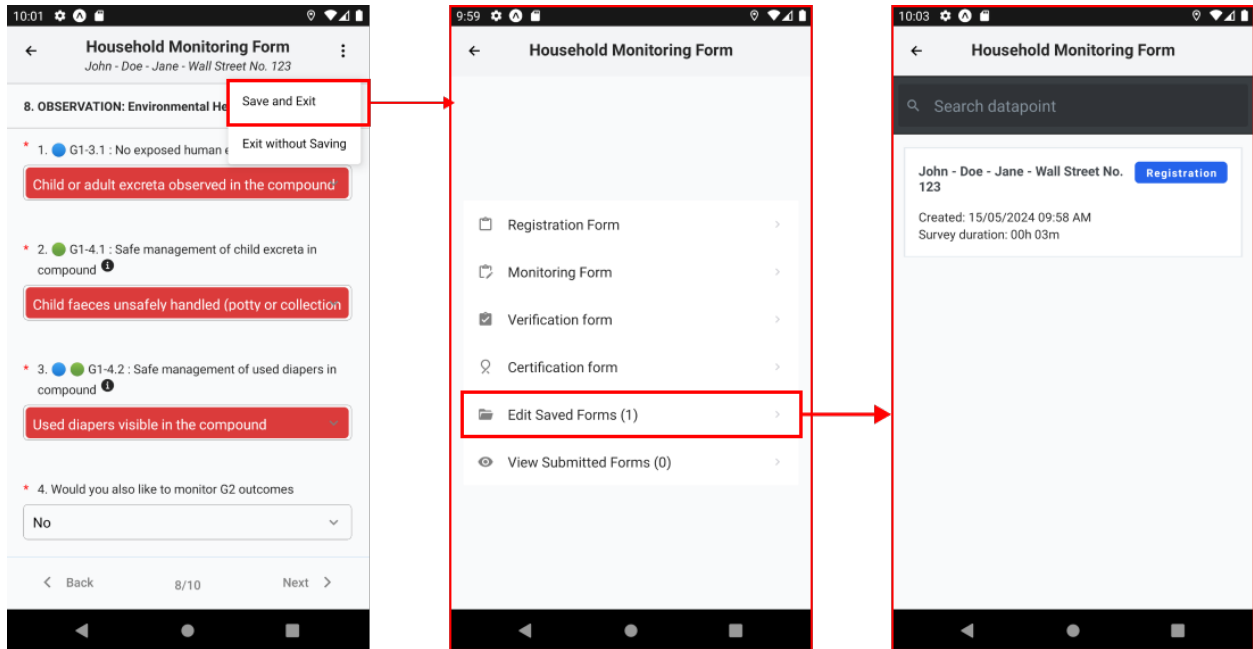 10:01
Household Monitoring Form
John - Doe - Jane - Wall Street No. 123
Save and Exit
Exit without Saving
8. OBSERVATION: Environmental He
* 1. G1-3.1 : No exposed human
Child or adult excreta observed in the compound
* 2. G1-4.1 : Safe management of child excreta in
compound
Child faeces unsafely handled (potty or collection
* 3. G1-4.2 : Safe management of used diapers in
compound
Used diapers visible in the compound
* 4. Would you also like to monitor G2 outcomes
No
Back
8/10
Next
9:59
Household Monitoring Form
Registration Form
Monitoring Form
Verification form
Certification form
Edit Saved Forms (1)
View Submitted Forms (0)
10:03
Household Monitoring Form
Search datapoint
John - Doe - Jane - Wall Street No.
123
Registration
Created: 15/05/2024 09:58 AM
Survey duration: 00h 03m